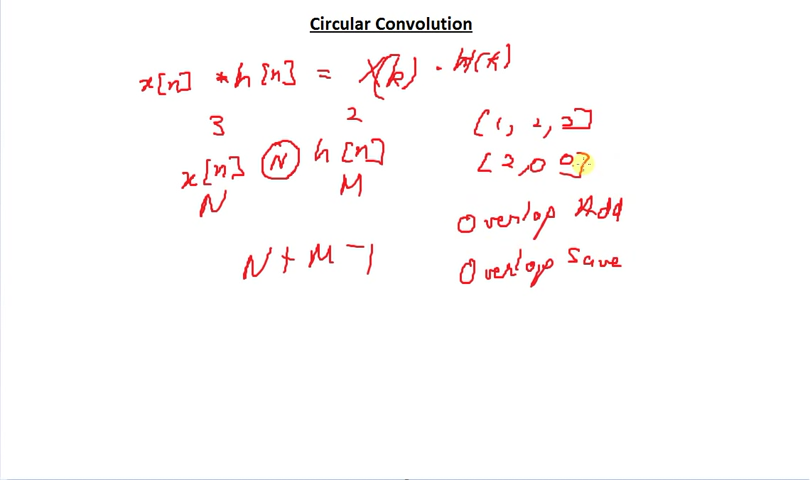 Circular Convolution
x[n] * h[n] = X(k) . H(k)
3 2
x[n] Ⓝ h[n]
N M
N + M - 1
[1, 2, 3]
[2, 0 0]
Overlap Add
Overlap Save